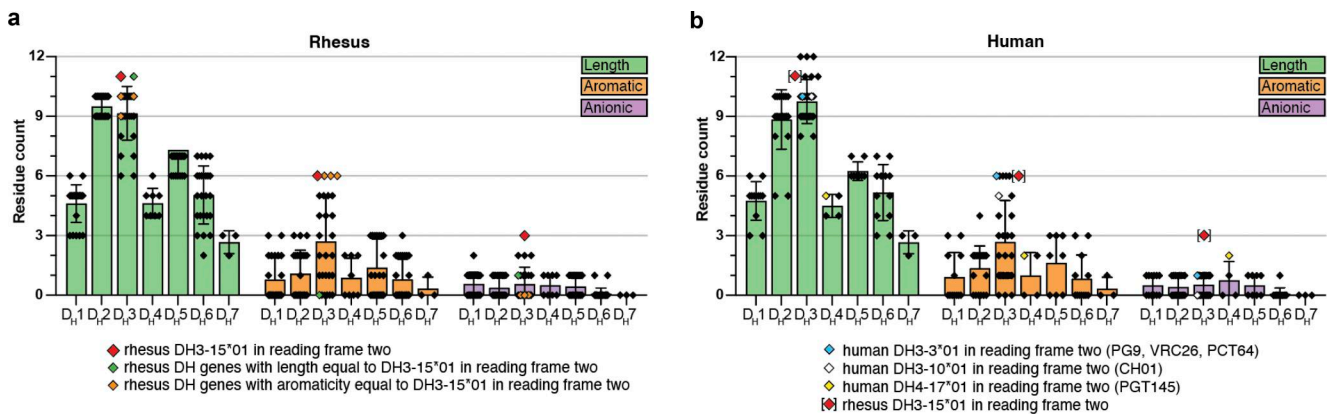 a
Rhesus
Residue count
12
9
6
3
0
Length
Aromatic
Anionic
DH1 DH2 DH3 DH4 DH5 DH6 DH7 DH1 DH2 DH3 DH4 DH5 DH6 DH7 DH1 DH2 DH3 DH4 DH5 DH6 DH7
rhesus DH3-15*01 in reading frame two
rhesus DH genes with length equal to DH3-15*01 in reading frame two
rhesus DH genes with aromaticity equal to DH3-15*01 in reading frame two
b
Human
Residue count
12
9
6
3
0
Length
Aromatic
Anionic
DH1 DH2 DH3 DH4 DH5 DH6 DH7 DH1 DH2 DH3 DH4 DH5 DH6 DH7 DH1 DH2 DH3 DH4 DH5 DH6 DH7
human DH3-3*01 in reading frame two (PG9, VRC26, PCT64)
human DH3-10*01 in reading frame two (CH01)
human DH4-17*01 in reading frame two (PGT145)
[ ] rhesus DH3-15*01 in reading frame two